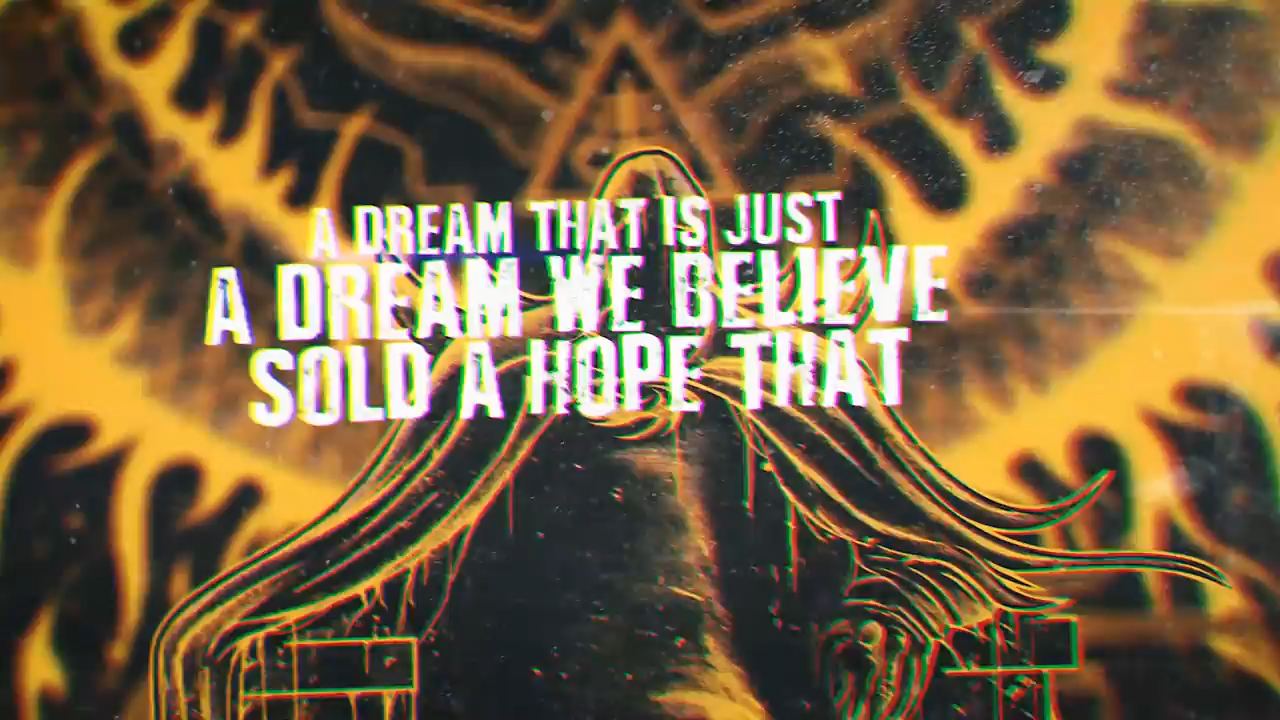 A DREAM THAT IS JUST
A DREAM WE BELIEVE
SOLD A HOPE THAT